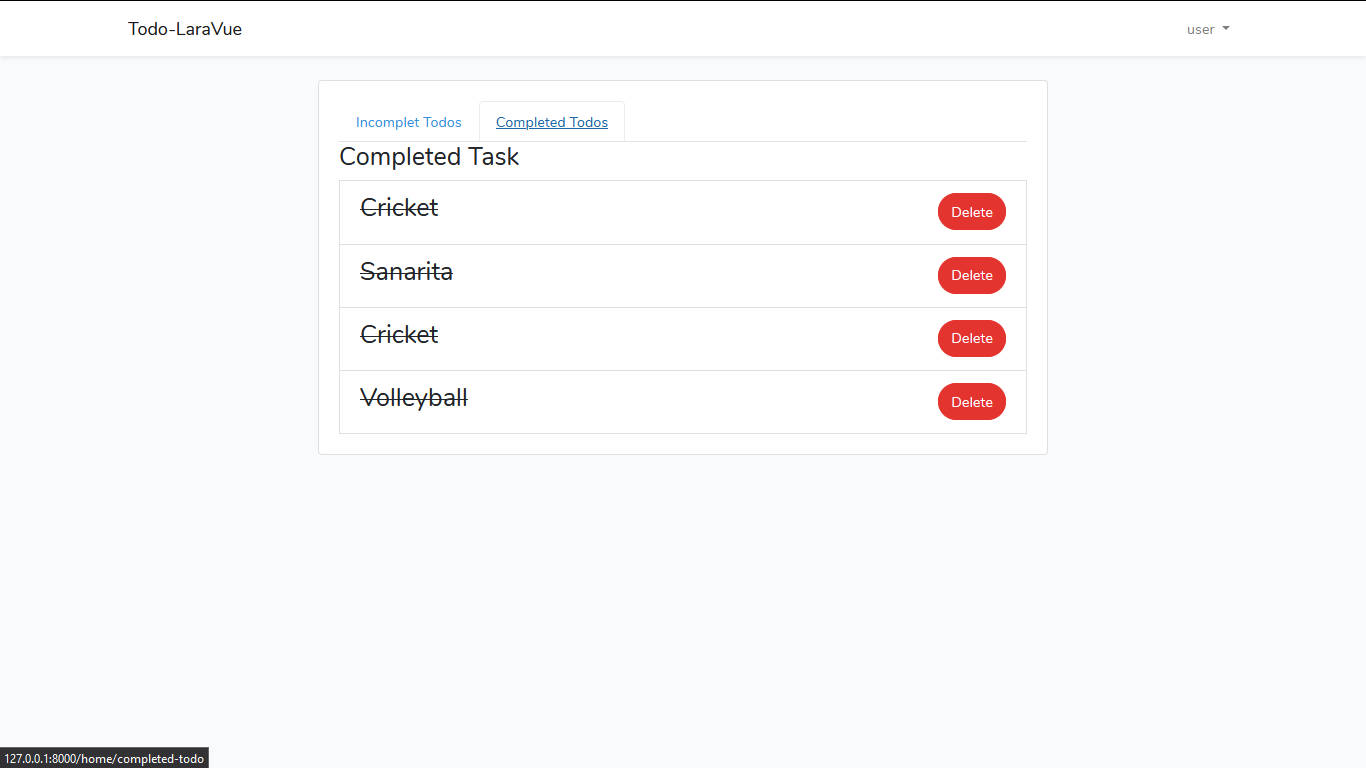 Todo-LaraVue user
Incomplet Todos Completed Todos
Completed Task
Cricket Delete
Sanarita Delete
Cricket Delete
Volleyball Delete
127.0.0.1:8000/home/completed-todo